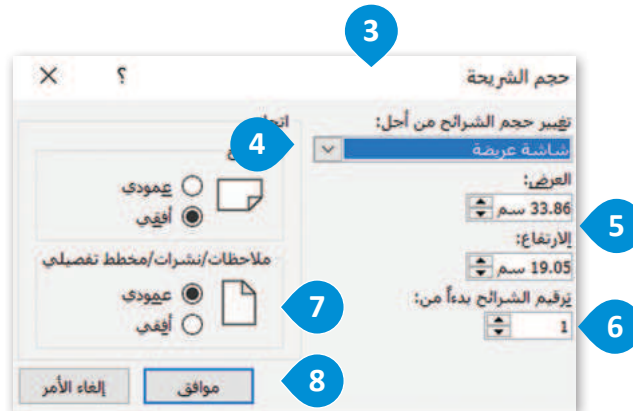 3
حجم الشريحة
؟
تغيير حجم الشرائح من أجل:
4
شاشة عريضة
العرض:
33.86 سم
5
الارتفاع:
19.05 سم
ترقيم الشرائح بدءاً من:
6
1
عمودي
أفقي
ملاحظات/نشرات/مخطط تفصيلي
7
عمودي
أفقي
8
موافق
إلغاء الأمر